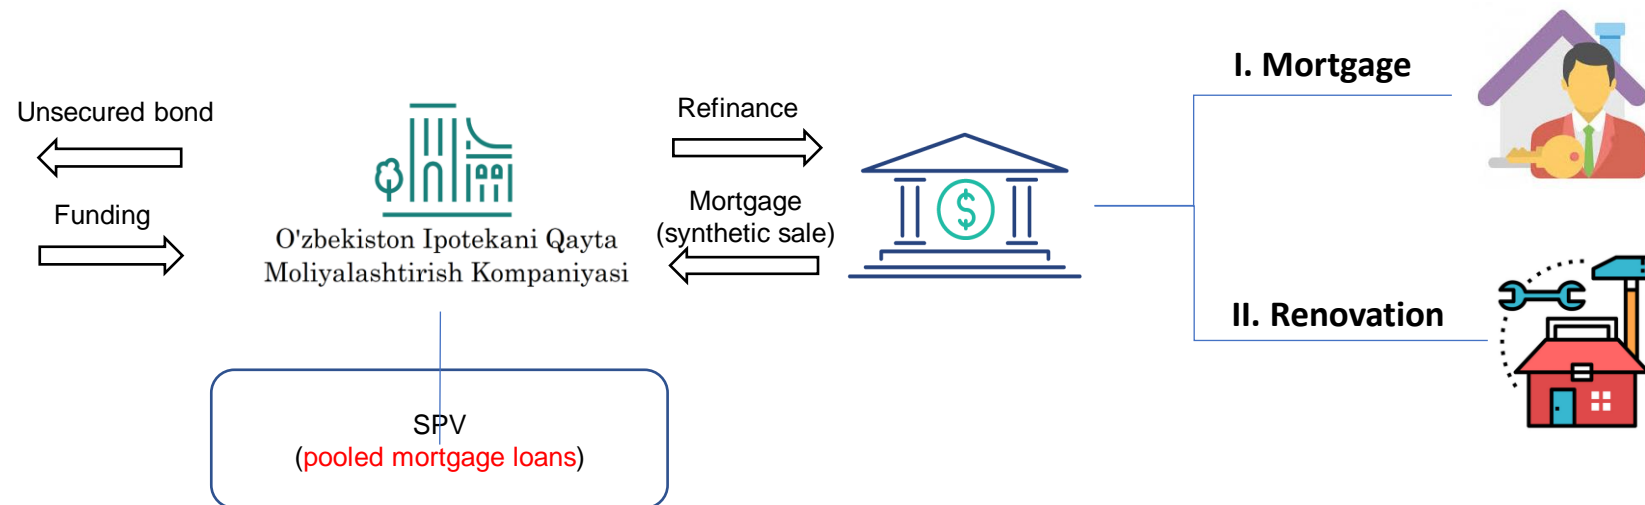 Unsecured bond
Funding
O'zbekiston Ipotekani Qayta
Moliyalashtirish Kompaniyasi
SPV
(pooled mortgage loans)
Refinance
Mortgage
(synthetic sale)
$
I. Mortgage
II. Renovation